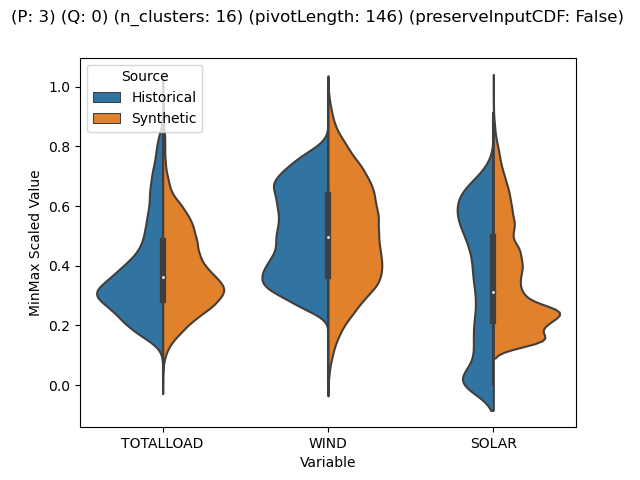 (P: 3) (Q: 0) (n_clusters: 16) (pivotLength: 146) (preserveInputCDF: False)
Source
Historical
Synthetic
1.0
0.8
0.6
0.4
0.2
0.0
MinMax Scaled Value
TOTALLOAD WIND SOLAR
Variable